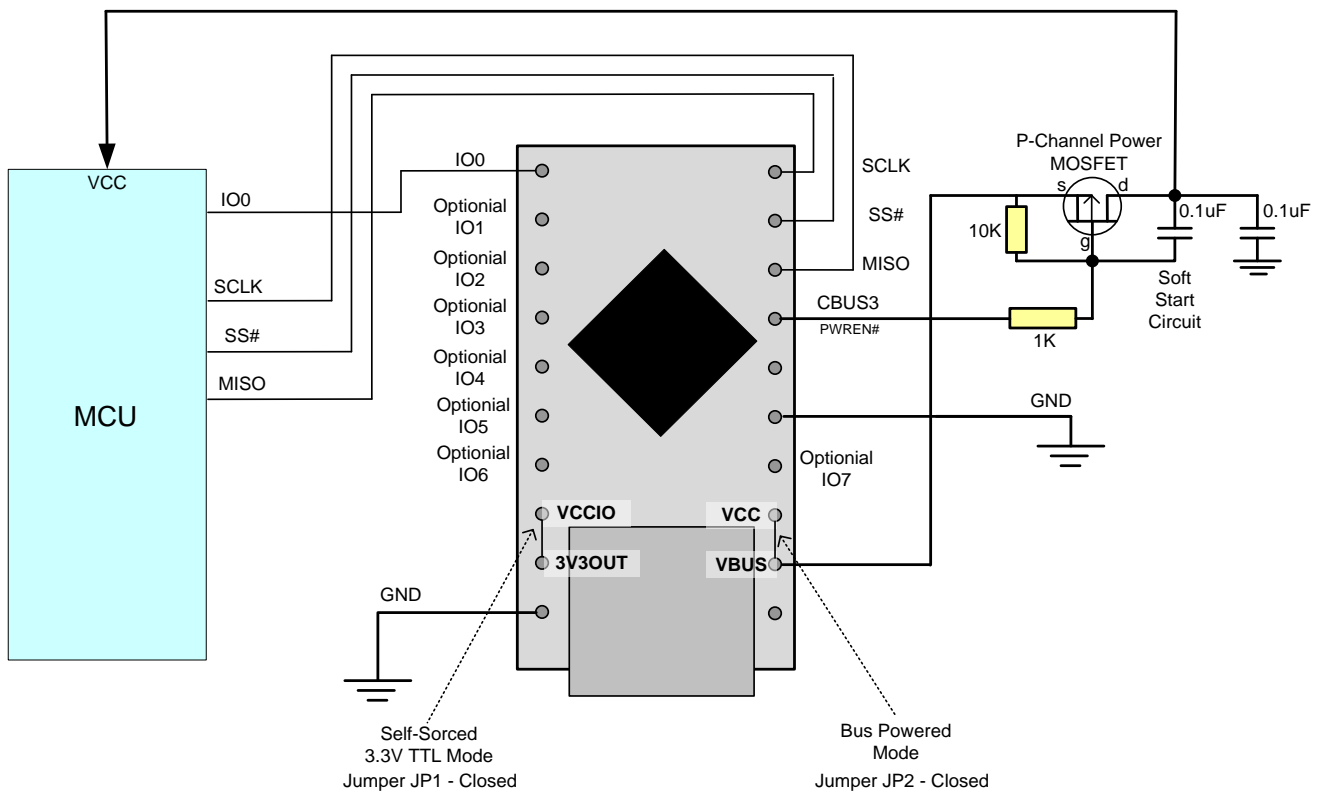 VCC
IO0
SCLK
SS#
MISO
MCU
IO0
Optionial
IO1
Optionial
IO2
Optionial
IO3
Optionial
IO4
Optionial
IO5
Optionial
IO6
VCCIO
3V3OUT
GND
SCLK
SS#
MISO
CBUS3
PWREN#
GND
Optionial
IO7
VCC
VBUS
P-Channel Power
MOSFET
s
d
g
10K
1K
0.1uF
0.1uF
Soft
Start
Circuit
Self-Sorced
3.3V TTL Mode
Jumper JP1 - Closed
Bus Powered
Mode
Jumper JP2 - Closed